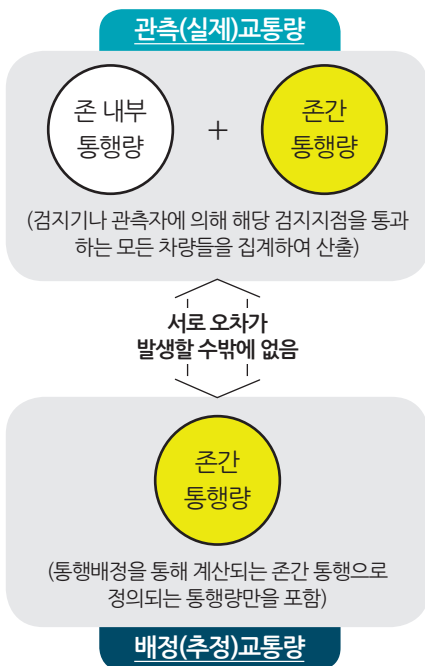 관측(실제)교통량
존 내부
통행량
+
존간
통행량
(검지기나 관측자에 의해 해당 검지지점을 통과
하는 모든 차량들을 집계하여 산출)
서로 오차가
발생할 수밖에 없음
존간
통행량
(통행배정을 통해 계산되는 존간 통행으로
정의되는 통행량만을 포함)
배정(추정)교통량